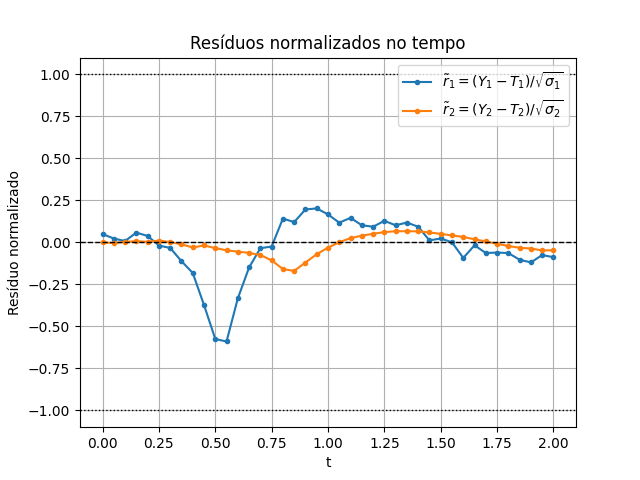 Resíduos normalizados no tempo
r̃₁ = (Y₁ − T₁)/√σ₁
r̃₂ = (Y₂ − T₂)/√σ₂
1.00
0.75
0.50
0.25
0.00
−0.25
−0.50
−0.75
−1.00
Resíduo normalizado
0.00 0.25 0.50 0.75 1.00 1.25 1.50 1.75 2.00
t